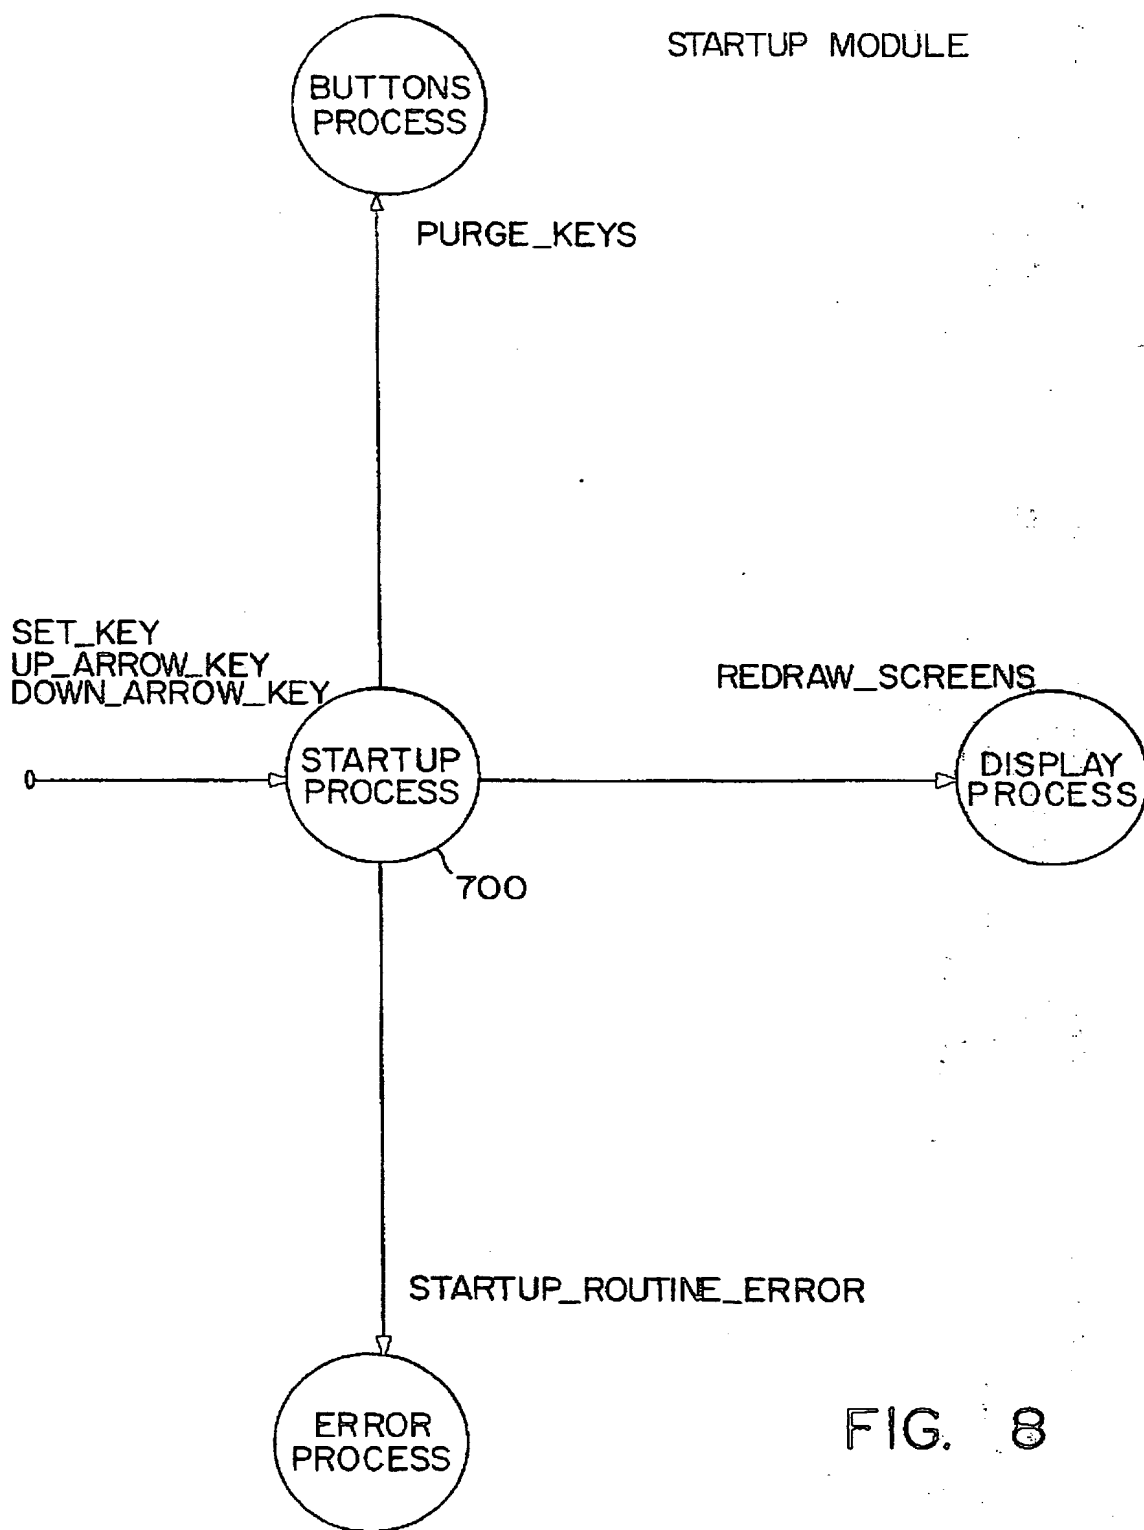 STARTUP MODULE
BUTTONS
PROCESS
PURGE_KEYS
SET_KEY
UP_ARROW_KEY
DOWN_ARROW_KEY
REDRAW_SCREENS
STARTUP
PROCESS
DISPLAY
PROCESS
700
STARTUP_ROUTINE_ERROR
ERROR
PROCESS
FIG. 8